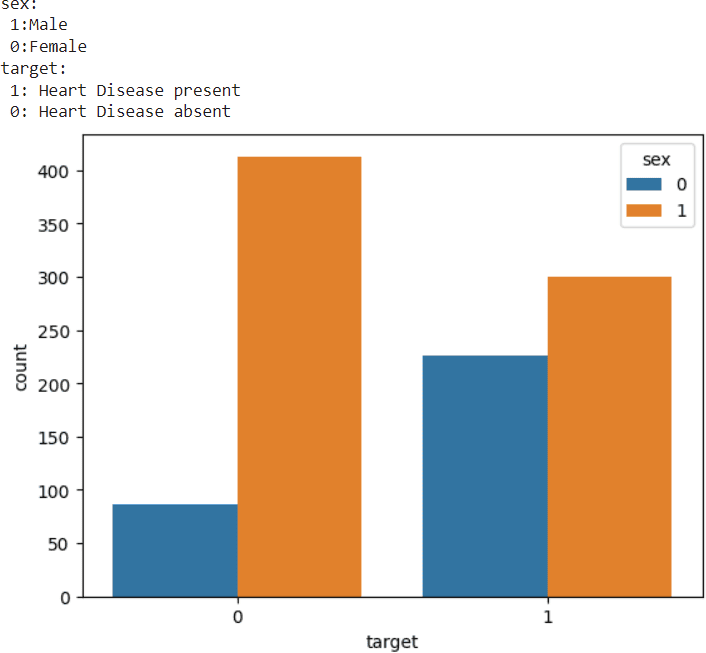 sex:
1:Male
0:Female
target:
1: Heart Disease present
0: Heart Disease absent
sex
0
1
400
350
300
250
200
150
100
50
0
count
0 1
target